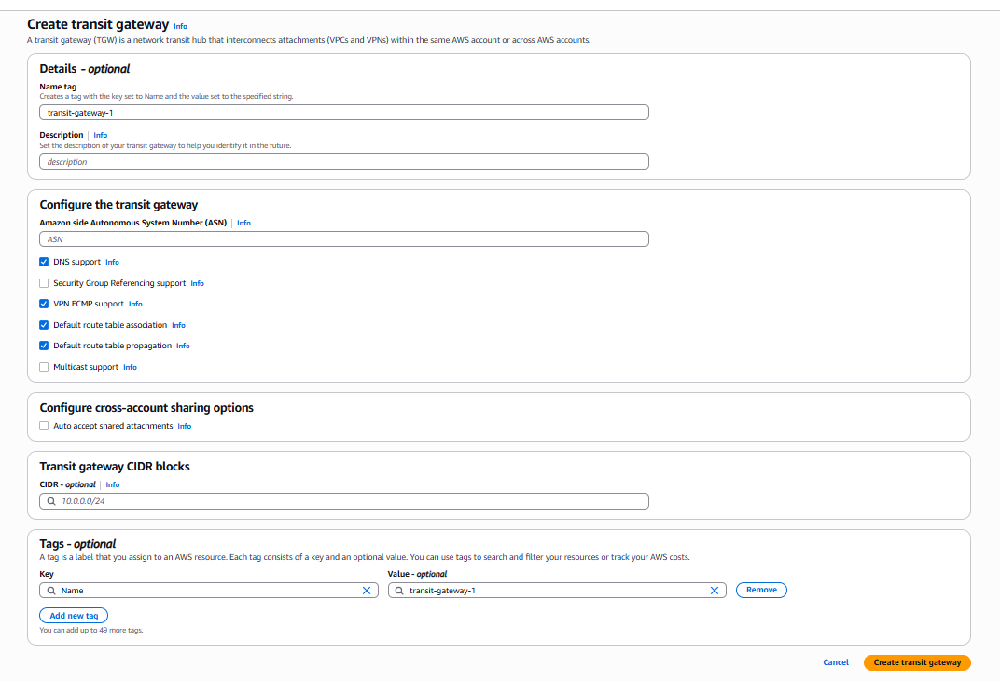 Create transit gateway Info
A transit gateway (TGW) is a network transit hub that interconnects attachments (VPCs and VPNs) within the same AWS account or across AWS accounts.
Details - optional
Name tag
Creates a tag with the key set to Name and the value set to the specified string.
transit-gateway-1
Description | Info
Set the description of your transit gateway to help you identify it in the future.
description
Configure the transit gateway
Amazon side Autonomous System Number (ASN) | Info
ASN
DNS support Info
Security Group Referencing support Info
VPN ECMP support Info
Default route table association Info
Default route table propagation Info
Multicast support Info
Configure cross-account sharing options
Auto accept shared attachments Info
Transit gateway CIDR blocks
CIDR - optional | Info
10.0.0.0/24
Tags - optional
A tag is a label that you assign to an AWS resource. Each tag consists of a key and an optional value. You can use tags to search and filter your resources or track your AWS costs.
Key Value - optional
Name transit-gateway-1 Remove
Add new tag
You can add up to 49 more tags.
Cancel Create transit gateway